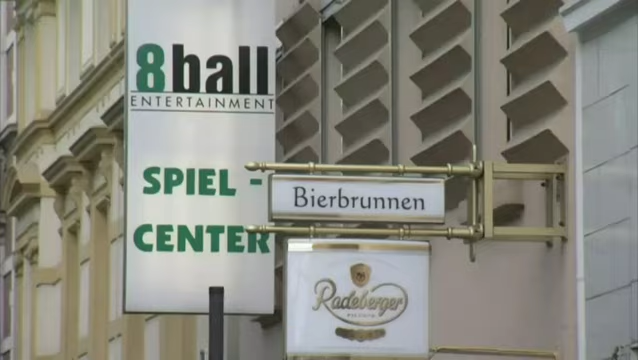 8ball
ENTERTAINMENT
SPIEL -
CENTER
Bierbrunnen
Radeberger